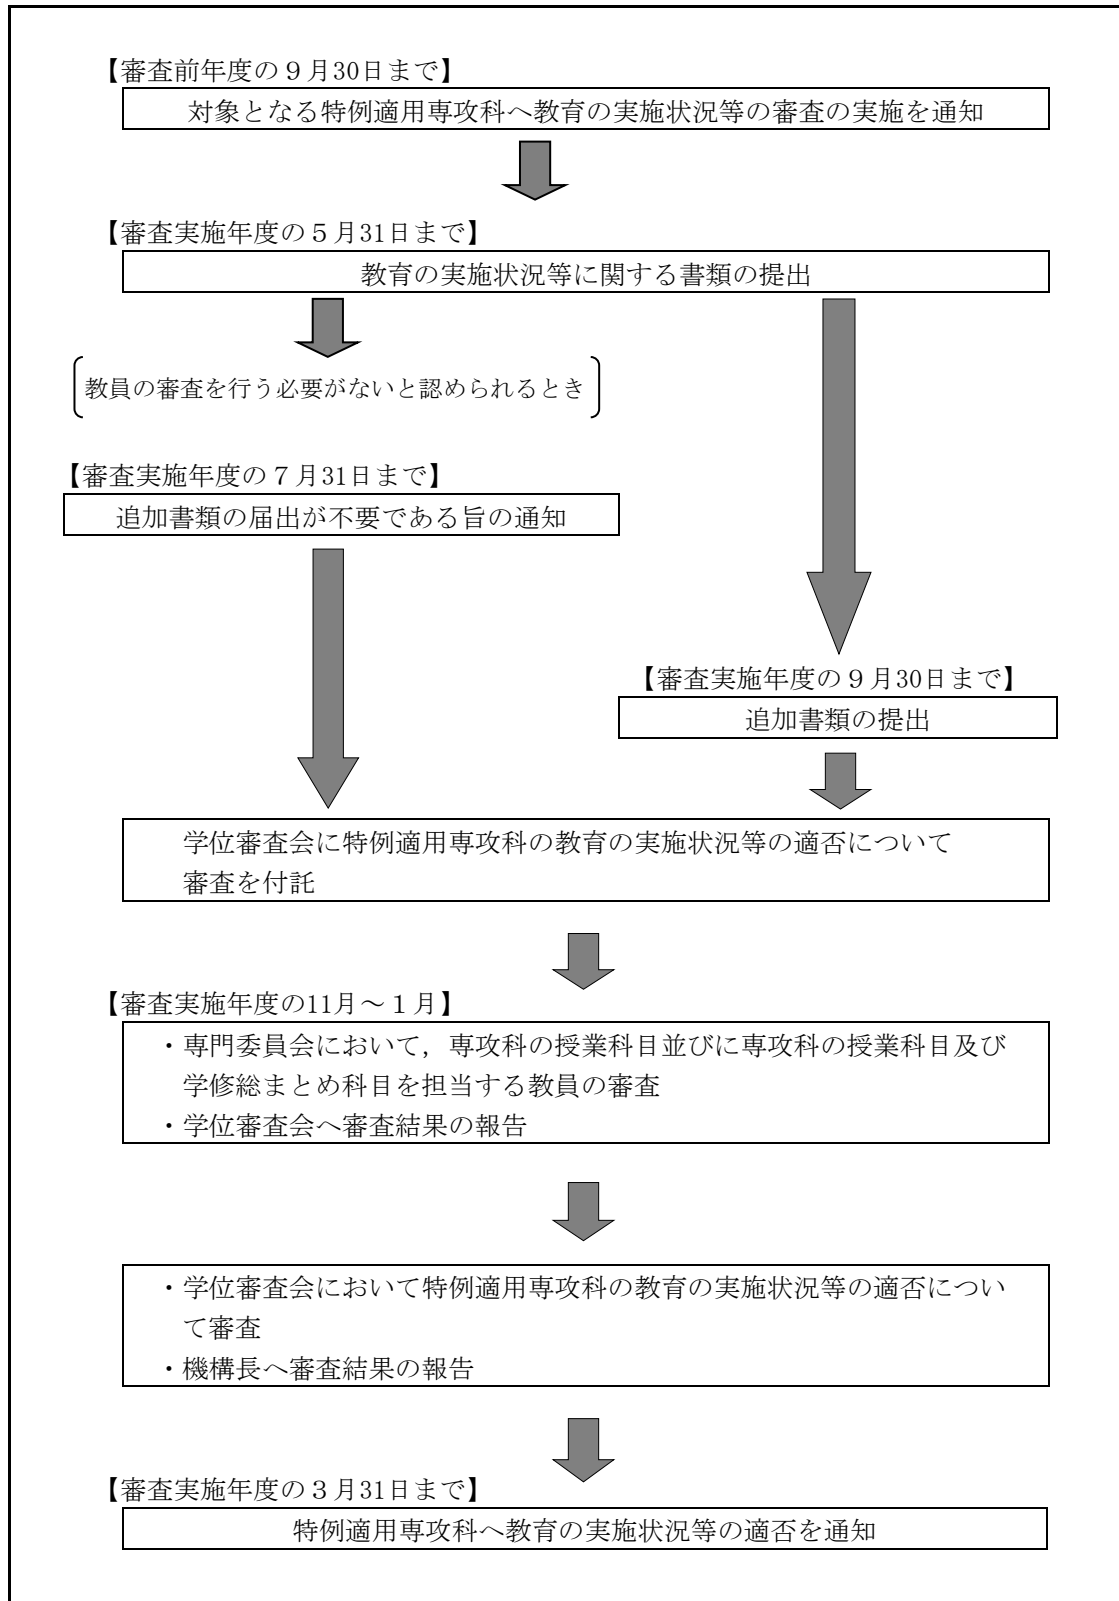 【審査前年度の９月30日まで】
対象となる特例適用専攻科へ教育の実施状況等の審査の実施を通知
【審査実施年度の５月31日まで】
教育の実施状況等に関する書類の提出
教員の審査を行う必要がないと認められるとき
【審査実施年度の７月31日まで】
追加書類の届出が不要である旨の通知
【審査実施年度の９月30日まで】
追加書類の提出
学位審査会に特例適用専攻科の教育の実施状況等の適否について
審査を付託
【審査実施年度の11月～１月】
・専門委員会において，専攻科の授業科目並びに専攻科の授業科目及び
学修総まとめ科目を担当する教員の審査
・学位審査会へ審査結果の報告
・学位審査会において特例適用専攻科の教育の実施状況等の適否につい
て審査
・機構長へ審査結果の報告
【審査実施年度の３月31日まで】
特例適用専攻科へ教育の実施状況等の適否を通知